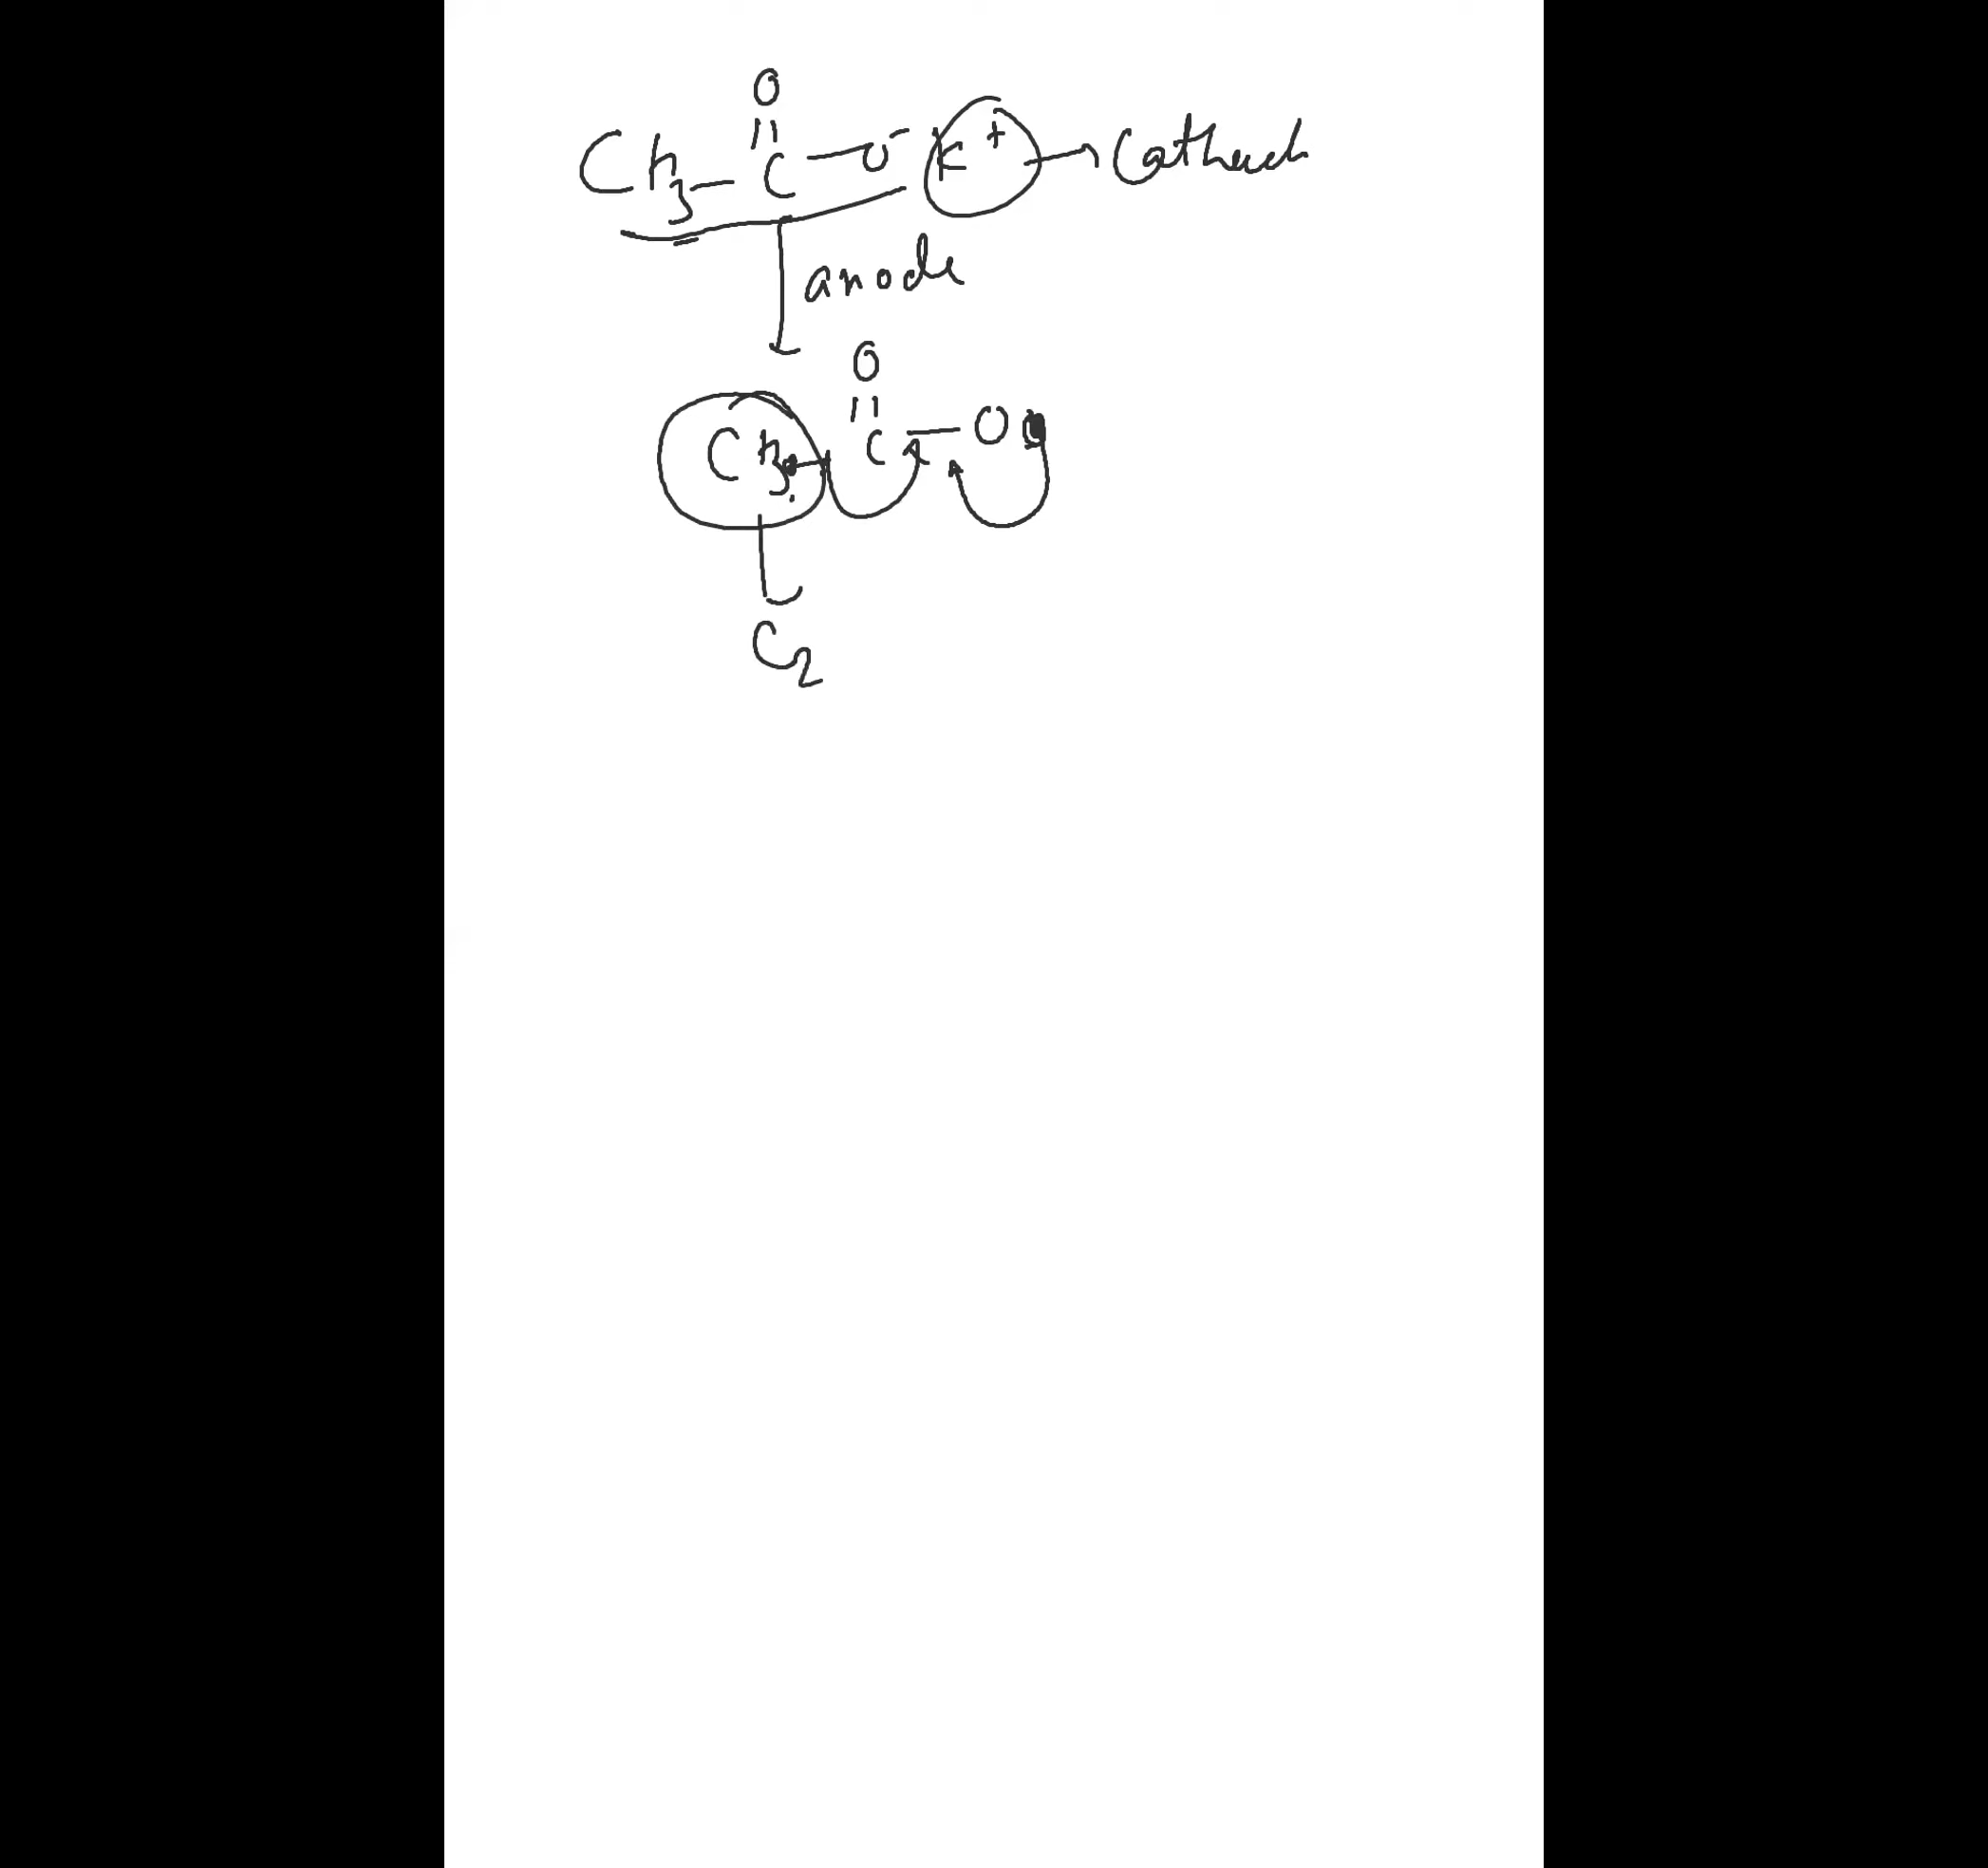 O
||
CH3 — C — O⁻ K⁺ → Cathode
anode
O
||
CH3 — C — O
C2